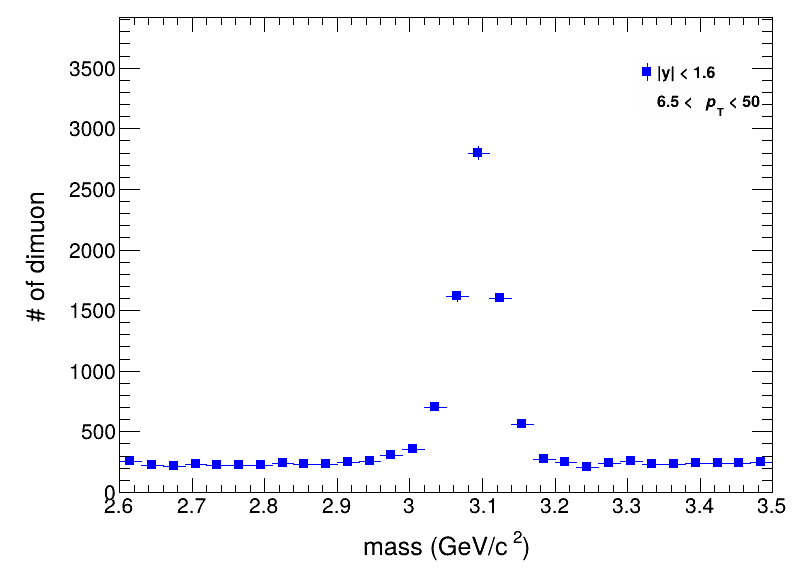 3500
3000
2500
2000
1500
1000
500
0
# of dimuon
|y| < 1.6
6.5 < p_T < 50
2.6 2.7 2.8 2.9 3 3.1 3.2 3.3 3.4 3.5
mass (GeV/c²)